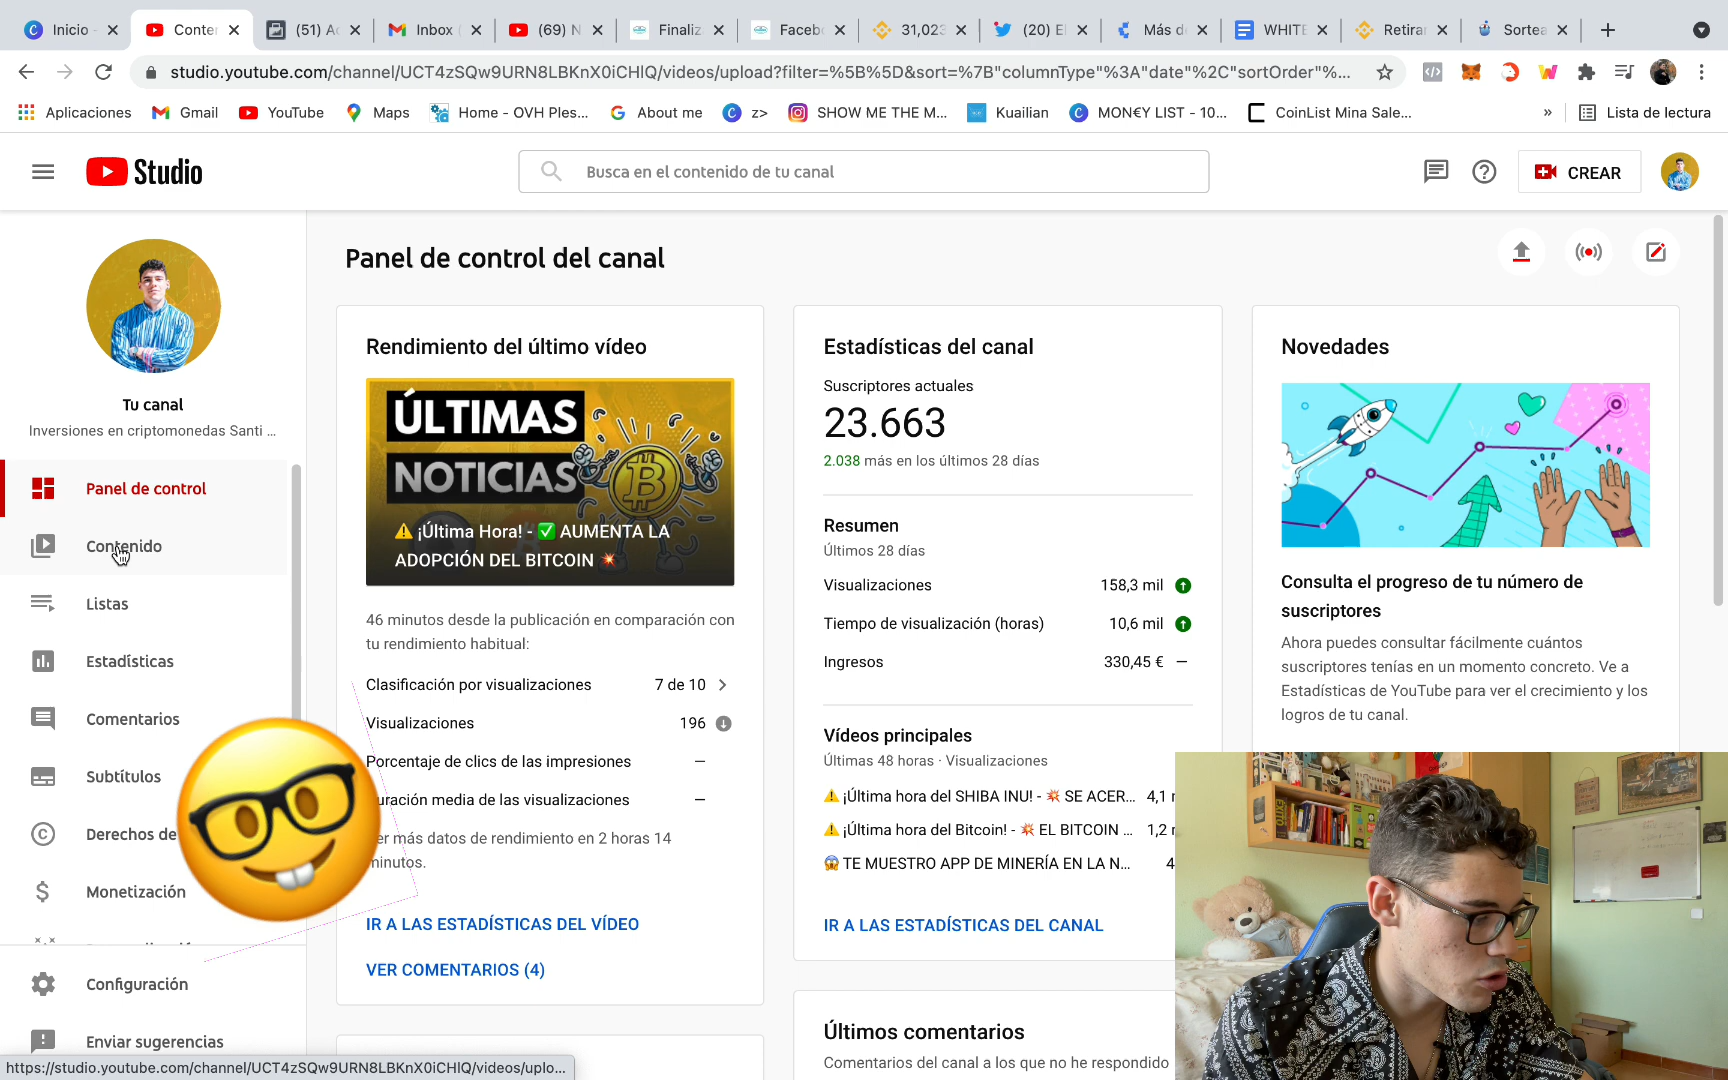 Inicio
Conter
(51) Ac
Inbox (
(69) N
Finaliz
Facebo
31,023
(20) El
Más de
WHITE
Retirar
Sortea
studio.youtube.com/channel/UCT4zSQw9URN8LBKnX0iCHlQ/videos/upload?filter=%5B%5D&sort=%7B"columnType"%3A"date"%2C"sortOrder"%...
Aplicaciones
Gmail
YouTube
Maps
Home - OVH Ples...
About me
z>
SHOW ME THE M...
Kuailian
MON€Y LIST - 10...
CoinList Mina Sale...
»
Lista de lectura
Studio
Busca en el contenido de tu canal
CREAR
Tu canal
Inversiones en criptomonedas Santi ...
Panel de control
Contenido
Listas
Estadísticas
Comentarios
Subtítulos
Derechos de
Monetización
Configuración
Enviar sugerencias
https://studio.youtube.com/channel/UCT4zSQw9URN8LBKnX0iCHlQ/videos/uplo...
Panel de control del canal
Rendimiento del último vídeo
ÚLTIMAS
NOTICIAS
⚠️ ¡Última Hora! - ✅ AUMENTA LA
ADOPCIÓN DEL BITCOIN 💥
46 minutos desde la publicación en comparación con
tu rendimiento habitual:
Clasificación por visualizaciones 7 de 10
Visualizaciones 196
Porcentaje de clics de las impresiones —
uración media de las visualizaciones —
er más datos de rendimiento en 2 horas 14
minutos.
IR A LAS ESTADÍSTICAS DEL VÍDEO
VER COMENTARIOS (4)
Estadísticas del canal
Suscriptores actuales
23.663
2.038 más en los últimos 28 días
Resumen
Últimos 28 días
Visualizaciones 158,3 mil
Tiempo de visualización (horas) 10,6 mil
Ingresos 330,45 € —
Vídeos principales
Últimas 48 horas · Visualizaciones
⚠️ ¡Última hora del SHIBA INU! - 💥 SE ACER... 4,1
⚠️ ¡Última hora del Bitcoin! - 💥 EL BITCOIN ... 1,2
😱 TE MUESTRO APP DE MINERÍA EN LA N... 4
IR A LAS ESTADÍSTICAS DEL CANAL
Últimos comentarios
Comentarios del canal a los que no he respondido
Novedades
Consulta el progreso de tu número de
suscriptores
Ahora puedes consultar fácilmente cuántos
suscriptores tenías en un momento concreto. Ve a
Estadísticas de YouTube para ver el crecimiento y los
logros de tu canal.